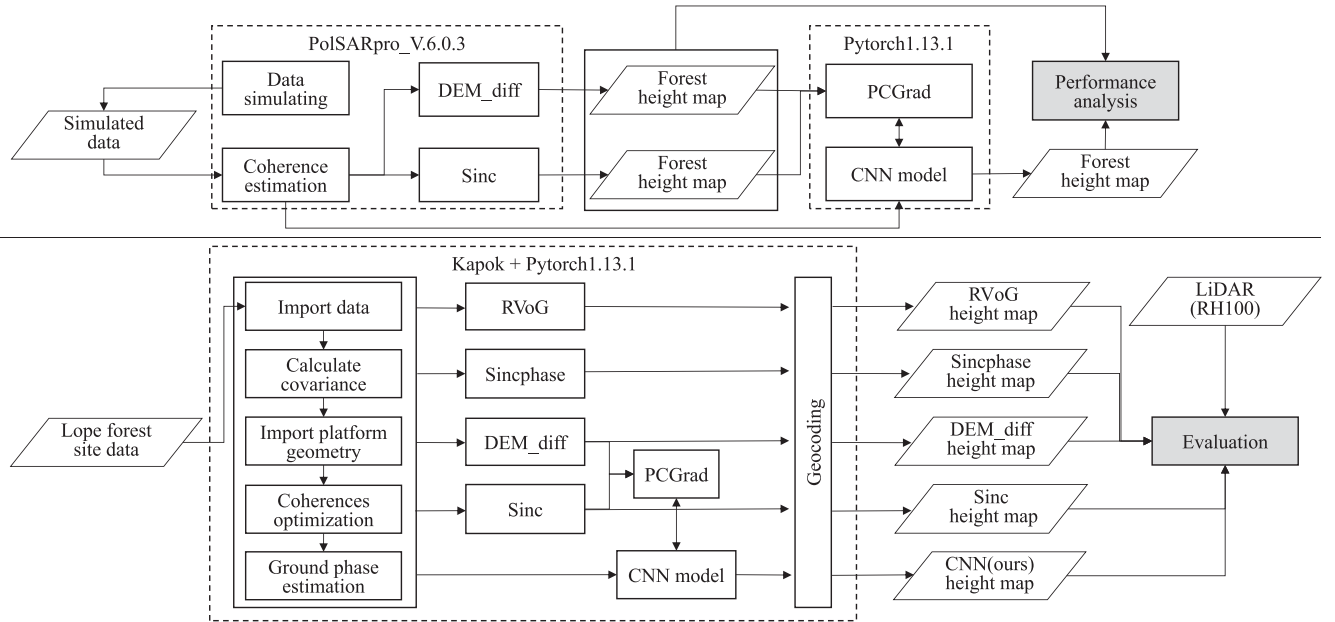 PolSARpro_V.6.0.3
Data
simulating
DEM_diff
Simulated
data
Coherence
estimation
Sinc
Forest
height map
Forest
height map
Pytorch1.13.1
PCGrad
CNN model
Performance
analysis
Forest
height map
Kapok + Pytorch1.13.1
Lope forest
site data
Import data
Calculate
covariance
Import platform
geometry
Coherences
optimization
Ground phase
estimation
RVoG
Sincphase
DEM_diff
Sinc
PCGrad
CNN model
Geocoding
RVoG
height map
Sincphase
height map
DEM_diff
height map
Sinc
height map
CNN(ours)
height map
LiDAR
(RH100)
Evaluation